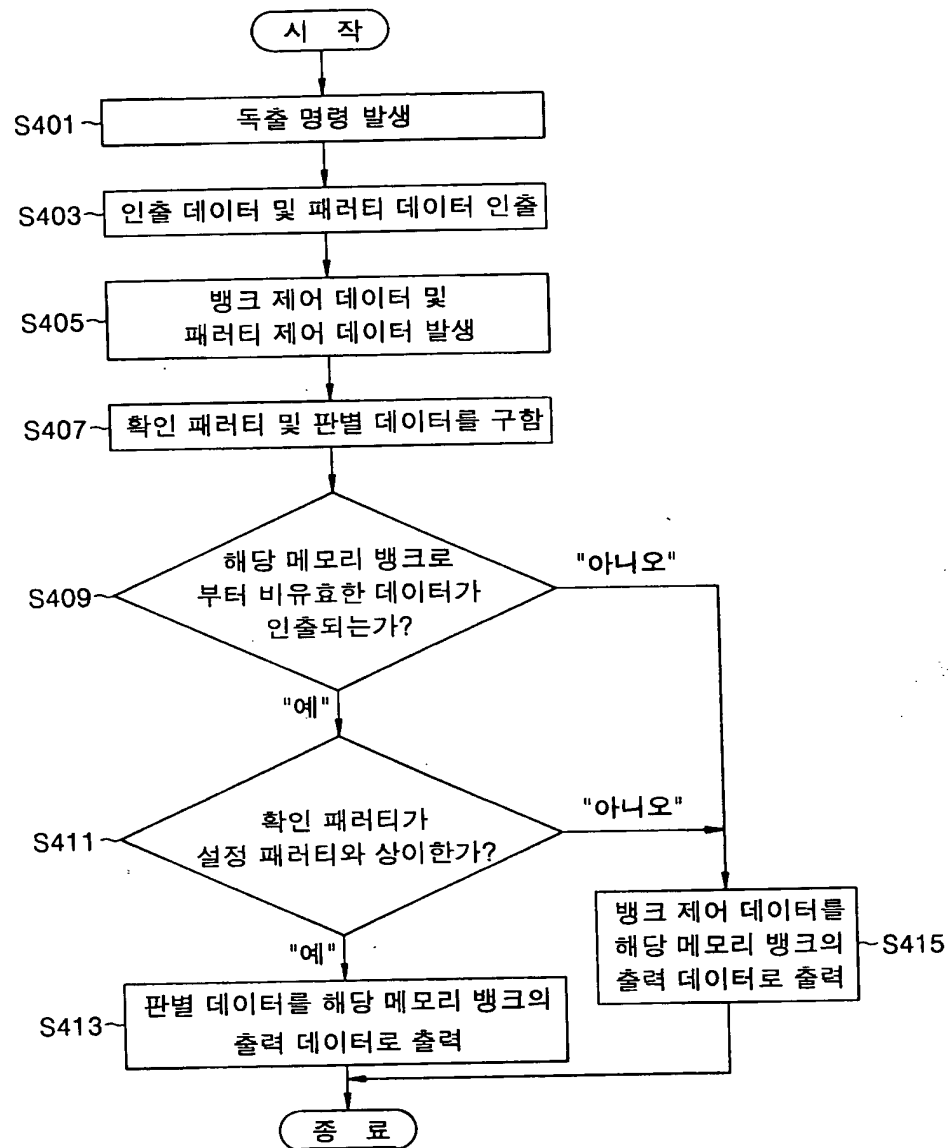 시 작
S401
독출 명령 발생
S403
인출 데이터 및 패러티 데이터 인출
S405
뱅크 제어 데이터 및
패러티 제어 데이터 발생
S407
확인 패러티 및 판별 데이터를 구함
S409
해당 메모리 뱅크로
부터 비유효한 데이터가
인출되는가?
"아니오"
"예"
S411
확인 패러티가
설정 패러티와 상이한가?
"아니오"
"예"
뱅크 제어 데이터를
해당 메모리 뱅크의
출력 데이터로 출력
S415
S413
판별 데이터를 해당 메모리 뱅크의
출력 데이터로 출력
종 료